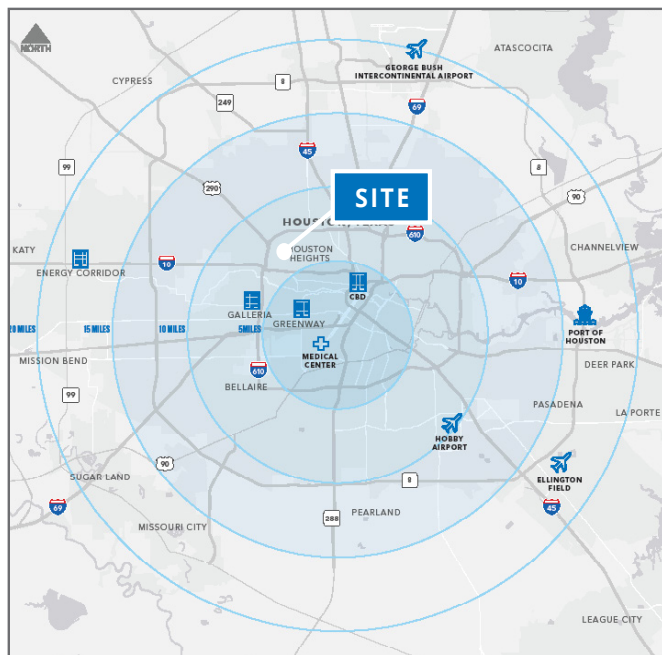 NORTH
GEORGE BUSH
INTERCONTINENTAL AIRPORT
ATASCOCITA
CYPRESS
8
249
69
45
99
8
290
90
SITE
HOUSTON, TEXAS
610
KATY
HOUSTON
HEIGHTS
CHANNELVIEW
ENERGY CORRIDOR
10
10
CBD
GALLERIA
GREENWAY
20 MILES
15 MILES
10 MILES
5 MILES
PORT OF
HOUSTON
MEDICAL
CENTER
MISSION BEND
DEER PARK
610
BELLAIRE
99
PASADENA
LA PORTE
HOBBY
AIRPORT
90
SUGAR LAND
8
ELLINGTON
FIELD
69
MISSOURI CITY
288
PEARLAND
45
LEAGUE CITY